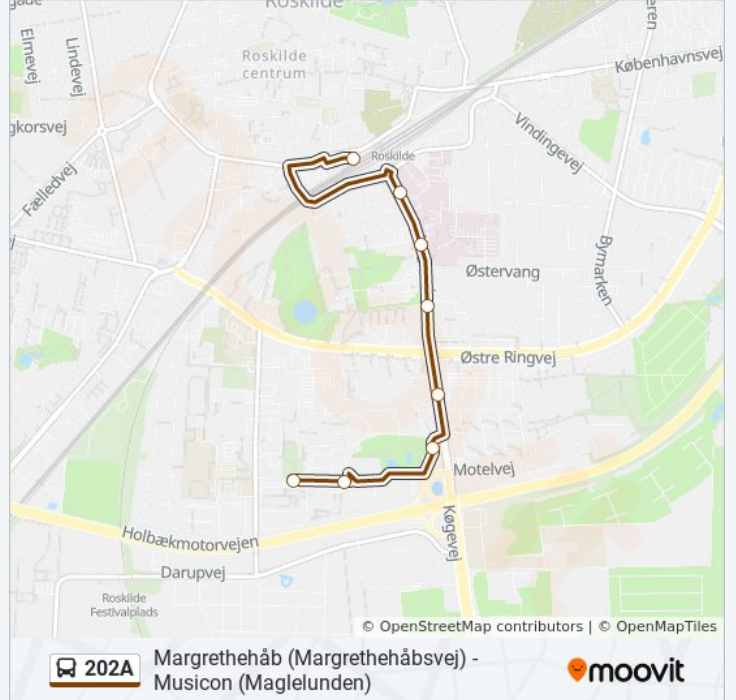 Roskilde
Elmevej
Lindevej
Roskilde
centrum
Københavnsvej
gkorsvej
Vindingevej
Roskilde
Fælledvej
Bymarken
Østervang
Østre Ringvej
Motelvej
Køgevej
Holbækmotorvejen
Darupvej
Roskilde
Festivalplads
© OpenStreetMap contributors | © OpenMapTiles
202A
Margrethehåb (Margrethehåbsvej) -
Musicon (Maglelunden)
moovit